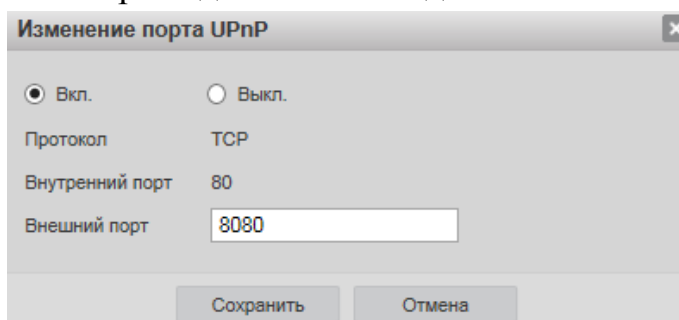 Изменение порта UPnP
Вкл. Выкл.
Протокол TCP
Внутренний порт 80
Внешний порт 8080
Сохранить Отмена